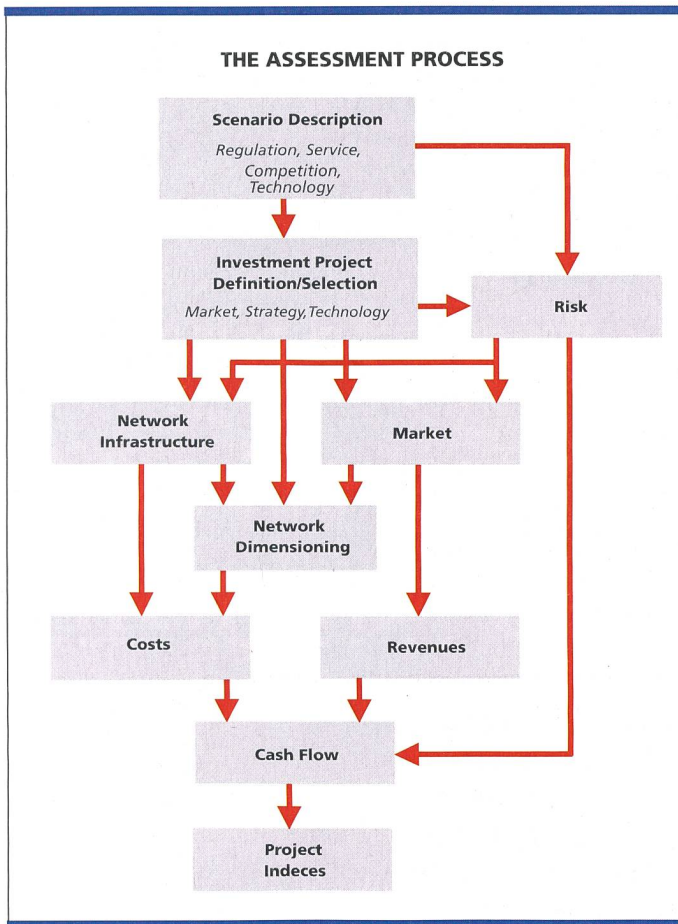 THE ASSESSMENT PROCESS
Scenario Description
Regulation, Service,
Competition,
Technology
Investment Project
Definition/Selection
Market, Strategy,Technology
Risk
Network
Infrastructure
Market
Network
Dimensioning
Costs
Revenues
Cash Flow
Project
Indeces